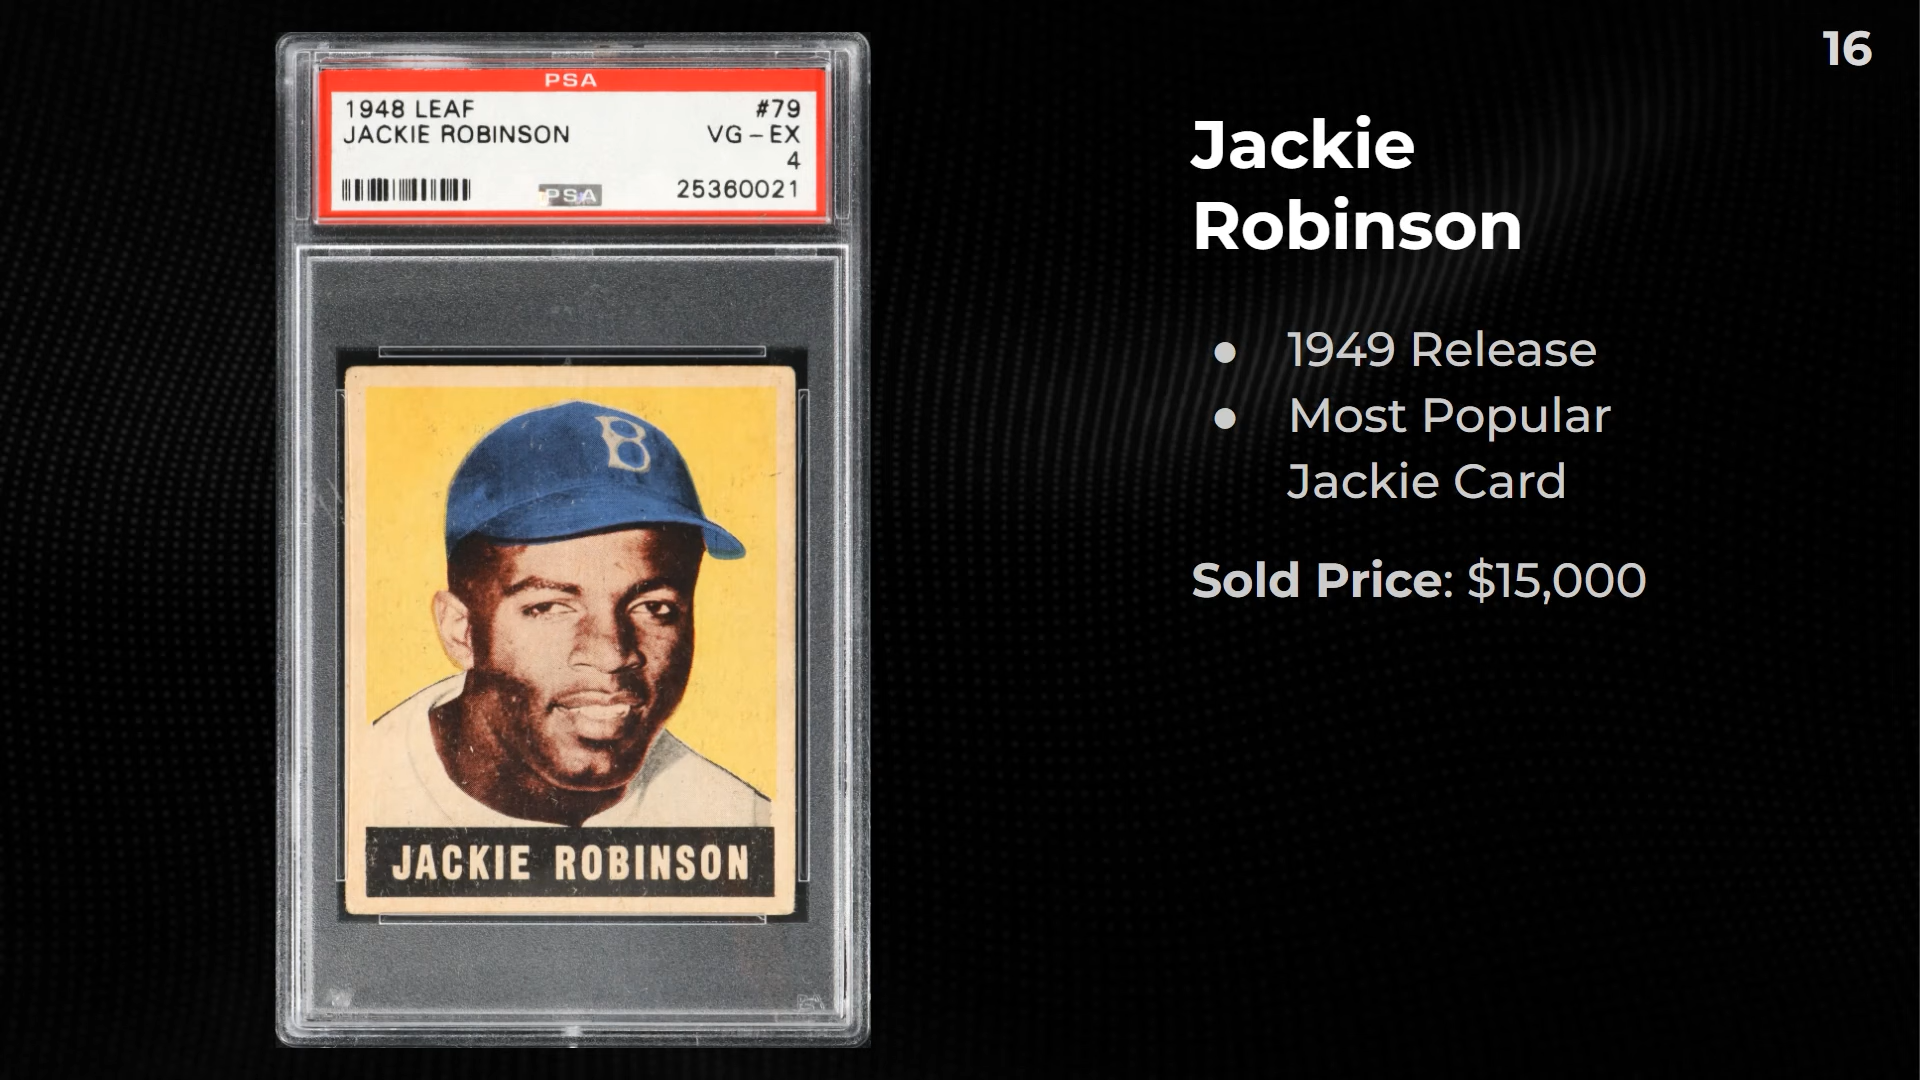 16
PSA
1948 LEAF #79
JACKIE ROBINSON VG-EX
4
PSA 25360021
B
JACKIE ROBINSON
Jackie
Robinson
● 1949 Release
● Most Popular
Jackie Card
Sold Price: $15,000